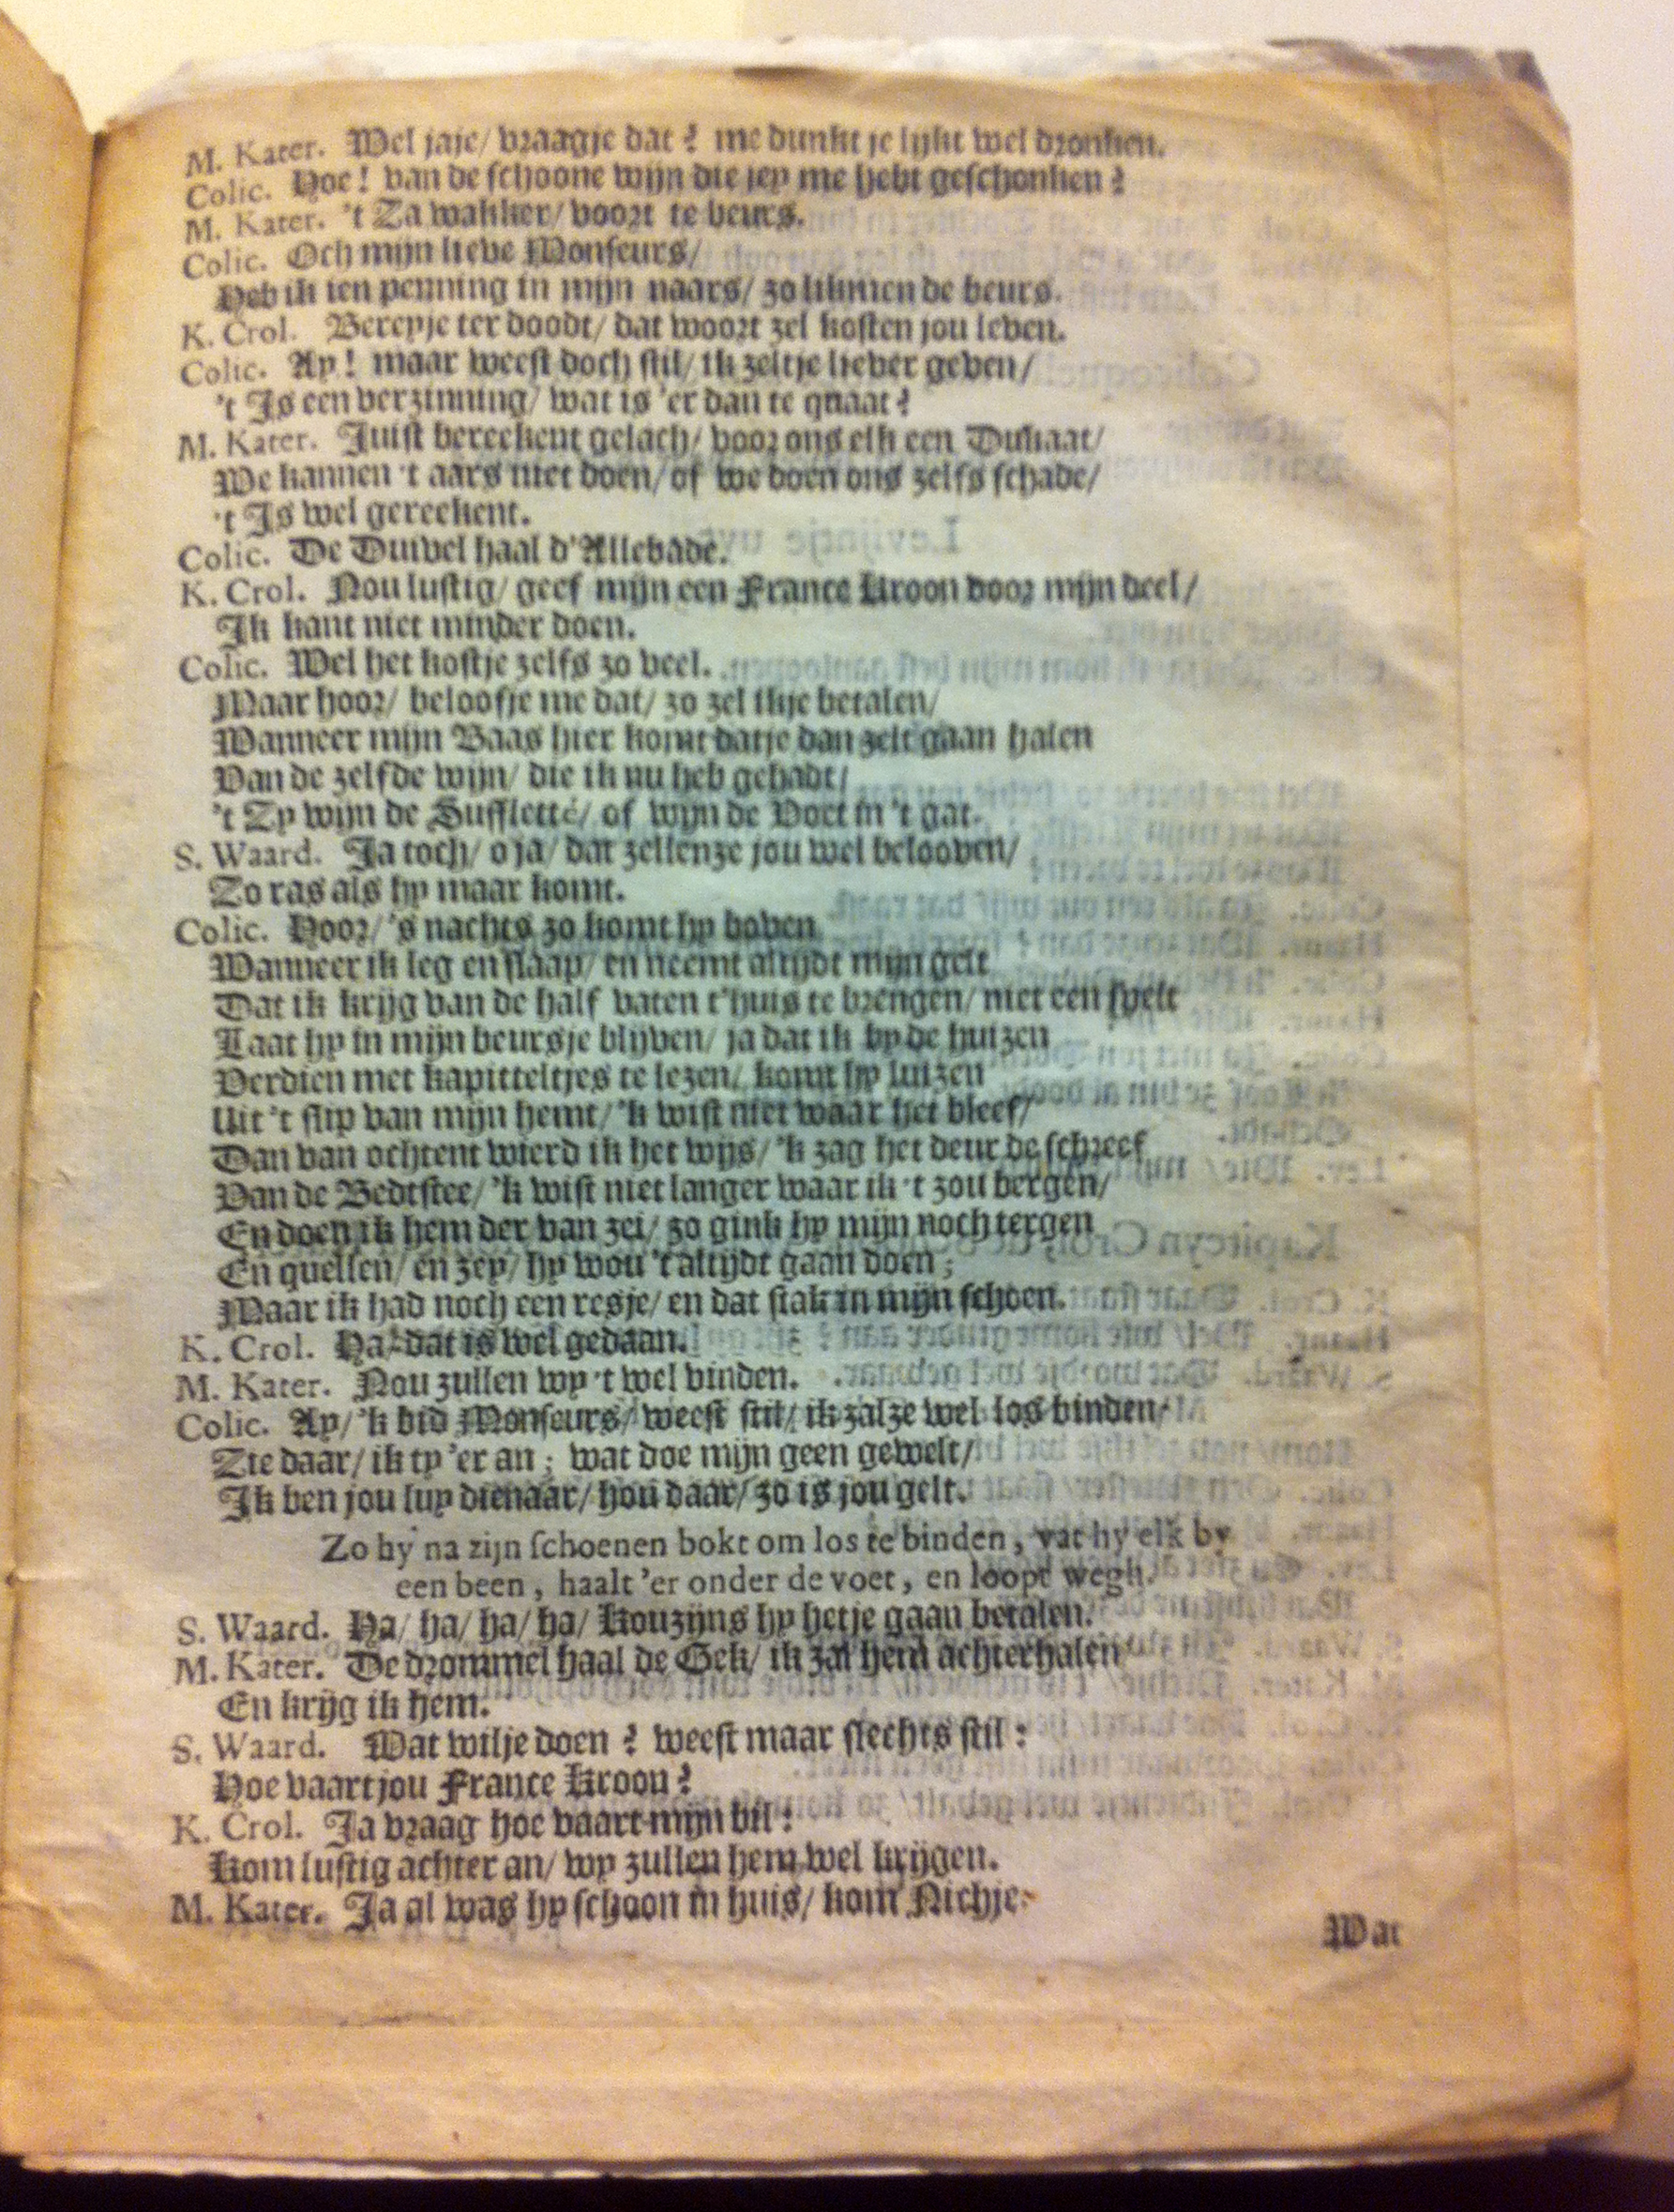 M. Kater. Wel jaje/ vraagje dat? me dunkt je lijkt wel dronken.
Colic. Hoe! van de schoone wijn die jey me hebt geschonken?
M. Kater. 't Za wakker/ voort te beurs.
Colic. Och mijn lieve Monseurs/
Heb ik ien penning in mijn naars/ zo de beurs.
K. Crol. Berepje ter doodt/ dat woort zel kosten jou leven.
Colic. Ay! maar weest doch stil/ ik zeltje liever geven/
't Is een verzinning/ wat is 'er dan te quaat?
M. Kater. Juist bereekent gelach/ voor ons elk een Dukaat/
We kannen 't aars niet doen/ of we doen ons zelfs schade/
't Is wel gereekent.
Colic. De Duivel haal d'Allevade.
K. Crol. Nou lustig/ geef mijn een France Kroon voor mijn deel/
Ik kant niet minder doen.
Colic. Wel het kostje zelfs zo veel.
Maar hoor/ beloofje me dat/ zo zel ikje betalen/
Wanneer mijn Baas hier komt datje dan zelt gaan halen
Van de zelfde wijn/ die ik nu heb gehadt/
't Zy wijn de Sufflette/ of wijn de Voet in 't gat.
S. Waard. Ja toch/ o ja/ dat zellenze jou wel belooven/
Zo ras als hy maar komt.
Colic. Hoor/ 's nachts zo komt hy boven
Wanneer ik leg en slaap/ en neemt altijdt mijn gelt
Dat ik krijg van de half vaten t'huis te brengen/ niet een spelt
Laat hy in mijn beursje blijven/ ja dat ik by de huizen
Verdien met kapitteltjes te lezen/ komt hy luizen
Uit 't slip van mijn hemt/ 'k wist niet waar het bleef/
Dan van ochtent wierd ik het wijs/ 'k zag het deur de schreef
Van de Bedtstee/ 'k wist niet langer waar ik 't zou bergen/
En doen ik hem der van zei/ zo gink hy mijn noch tergen
En quellen/ en zey/ hy wou 't altijdt gaan doen;
Maar ik had noch een resje/ en dat stak in mijn schoen.
K. Crol. Ha! dat is wel gedaan.
M. Kater. Nou zullen wy 't wel vinden.
Colic. Ay/ 'k bid Monseurs/ weest stil/ ik zalze wel los binden/
Zie daar/ ik ty 'er an; wat doe mijn geen gewelt/
Ik ben jou luy dienaar/ hou daar/ zo is jou gelt.
Zo hy na zijn schoenen bokt om los te binden, vat hy elk by
een been, haalt 'er onder de voet, en loopt wegh.
S. Waard. Ha/ ha/ ha/ ha/ Kouzijns hy hetje gaan betalen.
M. Kater. De drommel haal de Gek/ ik zal hem achterhalen
En krijg ik hem.
S. Waard. Wat wilje doen? weest maar slechts stil:
Hoe vaart jou France Kroon?
K. Crol. Ja vraag hoe vaart mijn bil:
Kom lustig achter an/ wy zullen hem wel krijgen.
M. Kater. Ja al was hy schoon in huis/ kom Nichje.
Wat